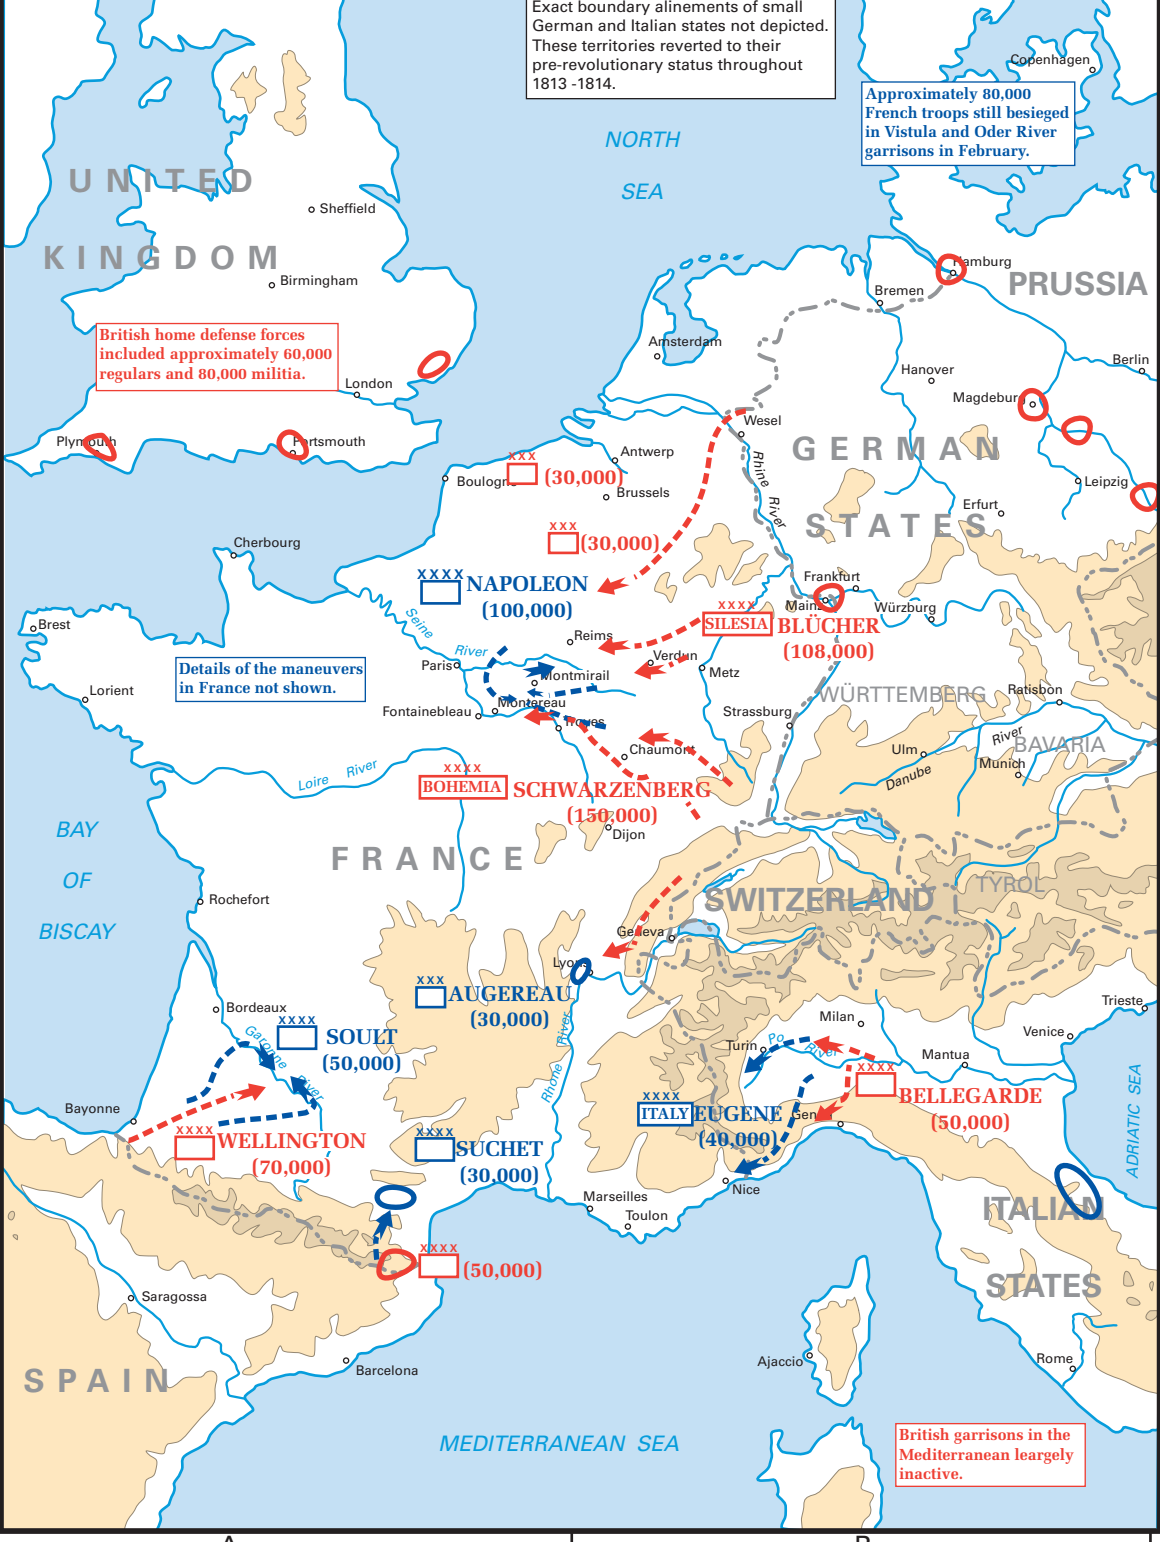 Exact boundary alinements of small
German and Italian states not depicted.
These territories reverted to their
pre-revolutionary status throughout
1813 -1814.
Copenhagen
Approximately 80,000
French troops still besieged
in Vistula and Oder River
garrisons in February.
NORTH
SEA
UNITED
KINGDOM
Sheffield
Birmingham
British home defense forces
included approximately 60,000
regulars and 80,000 militia.
London
Plymouth
Portsmouth
Hamburg
PRUSSIA
Bremen
Amsterdam
Hanover
Berlin
Magdeburg
Wesel
GERMAN
STATES
Rhine River
Leipzig
Erfurt
Antwerp
Boulogne
xxx
(30,000)
Brussels
xxx
(30,000)
Cherbourg
xxxx
NAPOLEON
(100,000)
Frankfurt
Mainz
Würzburg
xxxx
SILESIA
BLÜCHER
(108,000)
Brest
Seine
River
Reims
Verdun
Metz
Paris
Montmirail
Details of the maneuvers
in France not shown.
Lorient
Fontainebleau
Montereau
Troyes
Strassburg
WÜRTTEMBERG
Ratisbon
River
BAVARIA
Ulm
Munich
Danube
Chaumont
Loire River
xxxx
BOHEMIA
SCHWARZENBERG
(150,000)
Dijon
BAY
OF
BISCAY
FRANCE
SWITZERLAND
TYROL
Rochefort
Geneva
Lyons
xxx
AUGEREAU
(30,000)
Bordeaux
xxxx
SOULT
(50,000)
Garonne
River
Rhone River
Trieste
Milan
Venice
Turin
Po
River
Mantua
xxxx
BELLEGARDE
(50,000)
xxxx
ITALY
EUGENE
(40,000)
Genoa
ADRIATIC SEA
Bayonne
xxxx
WELLINGTON
(70,000)
xxxx
SUCHET
(30,000)
Nice
Marseilles
Toulon
ITALIAN
STATES
xxxx
(50,000)
Saragossa
Barcelona
SPAIN
Ajaccio
Rome
MEDITERRANEAN SEA
British garrisons in the
Mediterranean leargely
inactive.